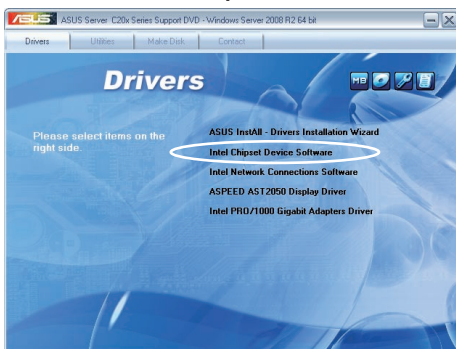 ASUS ASUS Server C20x Series Support DVD - Windows Server 2008 R2 64 bit
Drivers Utilities Make Disk Contact
Drivers
MB
Please select items on the
right side.
ASUS InstAll - Drivers Installation Wizard
Intel Chipset Device Software
Intel Network Connections Software
ASPEED AST2050 Display Driver
Intel PRO/1000 Gigabit Adapters Driver